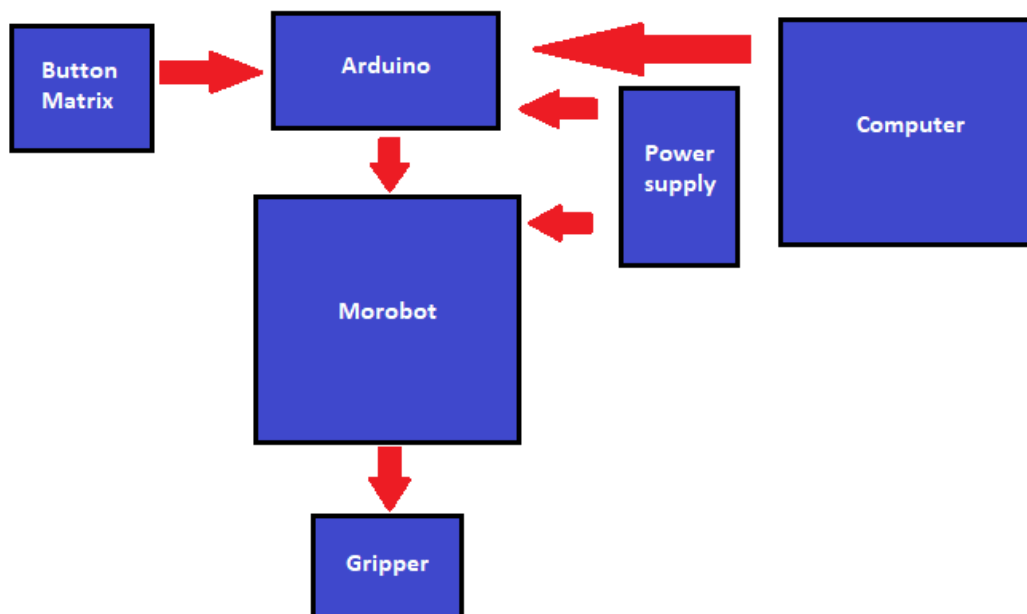 Button
Matrix
Arduino
Computer
Power
supply
Morobot
Gripper